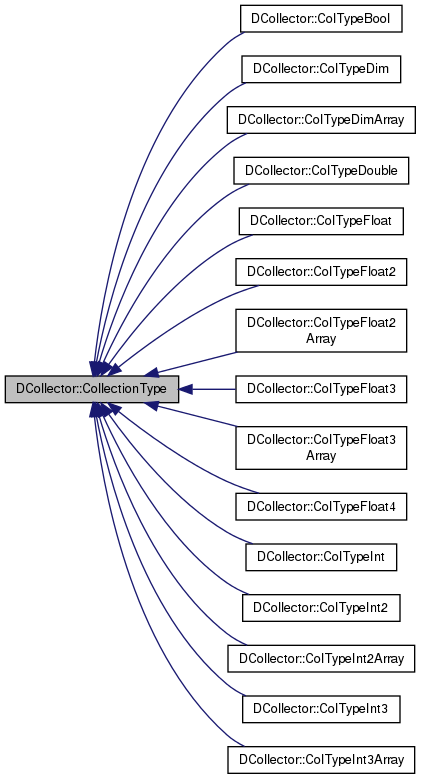 DCollector::ColTypeBool
DCollector::ColTypeDim
DCollector::ColTypeDimArray
DCollector::ColTypeDouble
DCollector::ColTypeFloat
DCollector::ColTypeFloat2
DCollector::ColTypeFloat2
Array
DCollector::CollectionType
DCollector::ColTypeFloat3
DCollector::ColTypeFloat3
Array
DCollector::ColTypeFloat4
DCollector::ColTypeInt
DCollector::ColTypeInt2
DCollector::ColTypeInt2Array
DCollector::ColTypeInt3
DCollector::ColTypeInt3Array